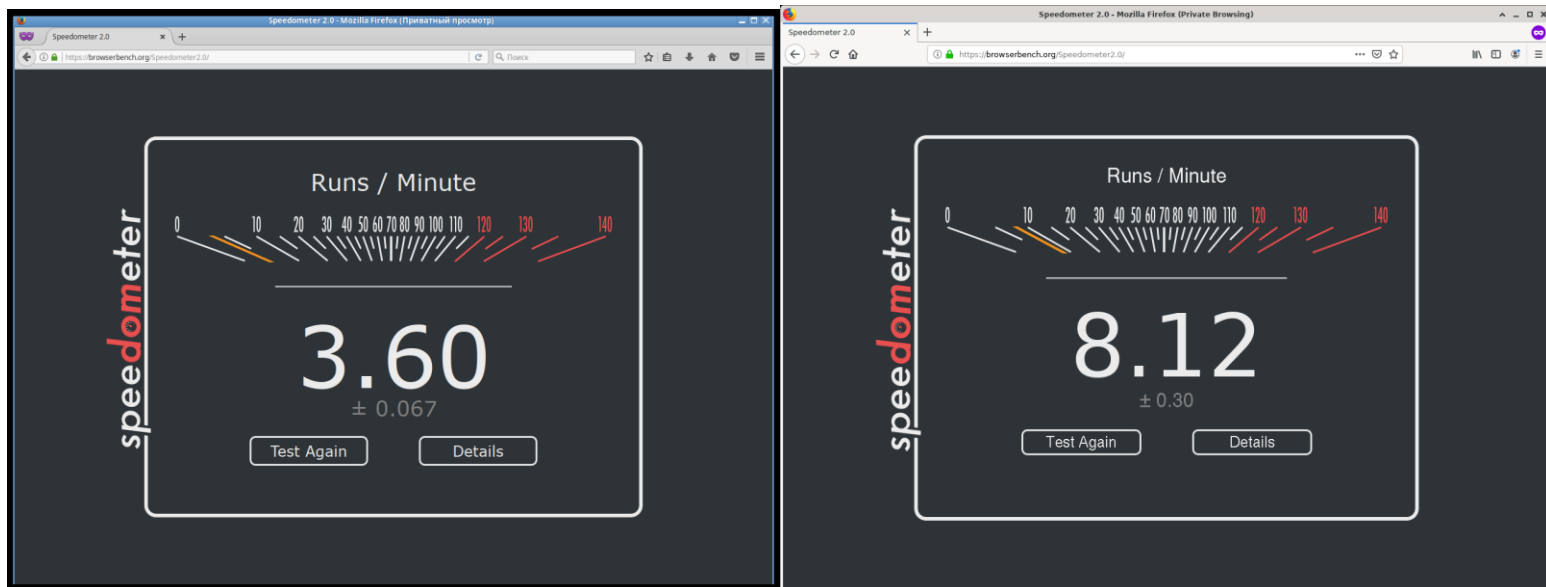 Speedometer 2.0 - Mozilla Firefox (Приватный просмотр)
Speedometer 2.0
https://browserbench.org/Speedometer2.0/
Поиск
Runs / Minute
0 10 20 30 40 50 60 70 80 90 100 110 120 130 140
speedometer
3.60
± 0.067
Test Again
Details
Speedometer 2.0 - Mozilla Firefox (Private Browsing)
Speedometer 2.0
https://browserbench.org/Speedometer2.0/
Runs / Minute
0 10 20 30 40 50 60 70 80 90 100 110 120 130 140
speedometer
8.12
± 0.30
Test Again
Details